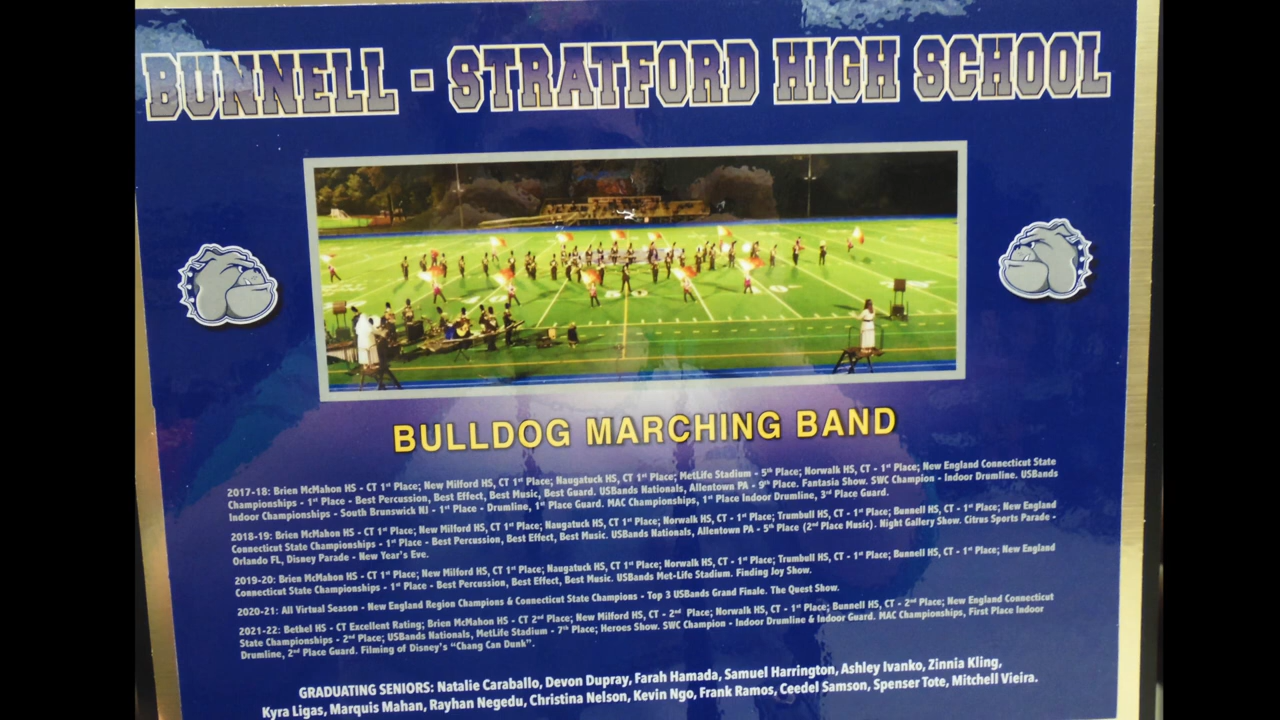 BUNNELL - STRATFORD HIGH SCHOOL
BULLDOG MARCHING BAND
2017-18: Brien McMahon HS - CT 1st Place; New Milford HS, CT 1st Place; Naugatuck HS, CT 1st Place; MetLife Stadium - 5th Place; Norwalk HS, CT - 1st Place; New England Connecticut State
Championships - 1st Place - Best Percussion, Best Effect, Best Music, Best Guard. USBands Nationals, Allentown PA - 9th Place. Fantasia Show. SWC Champion - Indoor Drumline. USBands
Indoor Championships - South Brunswick NJ - 1st Place - Drumline, 1st Place Guard. MAC Championships, 1st Place Indoor Drumline, 3rd Place Guard.
2018-19: Brien McMahon HS - CT 1st Place; New Milford HS, CT 1st Place; Naugatuck HS, CT 1st Place; Norwalk HS, CT - 1st Place; Trumbull HS, CT - 1st Place; Bunnell HS, CT - 1st Place; New England
Connecticut State Championships - 1st Place - Best Percussion, Best Effect, Best Music. USBands Nationals, Allentown PA - 5th Place (2nd Place Music). Night Gallery Show. Citrus Sports Parade -
Orlando FL, Disney Parade - New Year's Eve.
2019-20: Brien McMahon HS - CT 1st Place; New Milford HS, CT 1st Place; Naugatuck HS, CT 1st Place; Norwalk HS, CT - 1st Place; Trumbull HS, CT - 1st Place; Bunnell HS, CT - 1st Place; New England
Connecticut State Championships - 1st Place - Best Percussion, Best Effect, Best Music. USBands Met-Life Stadium. Finding Joy Show.
2020-21: All Virtual Season - New England Region Champions & Connecticut State Champions - Top 3 USBands Grand Finale. The Quest Show.
2021-22: Bethel HS - CT Excellent Rating; Brien McMahon HS - CT 2nd Place; New Milford HS, CT - 2nd Place; Norwalk HS, CT - 1st Place; Bunnell HS, CT - 2nd Place; New England Connecticut
State Championships - 2nd Place; USBands Nationals, MetLife Stadium - 7th Place; Heroes Show. SWC Champion - Indoor Drumline & Indoor Guard. MAC Championships, First Place Indoor
Drumline, 2nd Place Guard. Filming of Disney's "Chang Can Dunk".
GRADUATING SENIORS: Natalie Caraballo, Devon Dupray, Farah Hamada, Samuel Harrington, Ashley Ivanko, Zinnia Kling,
Kyra Ligas, Marquis Mahan, Rayhan Negedu, Christina Nelson, Kevin Ngo, Frank Ramos, Ceedel Samson, Spenser Tote, Mitchell Vieira.